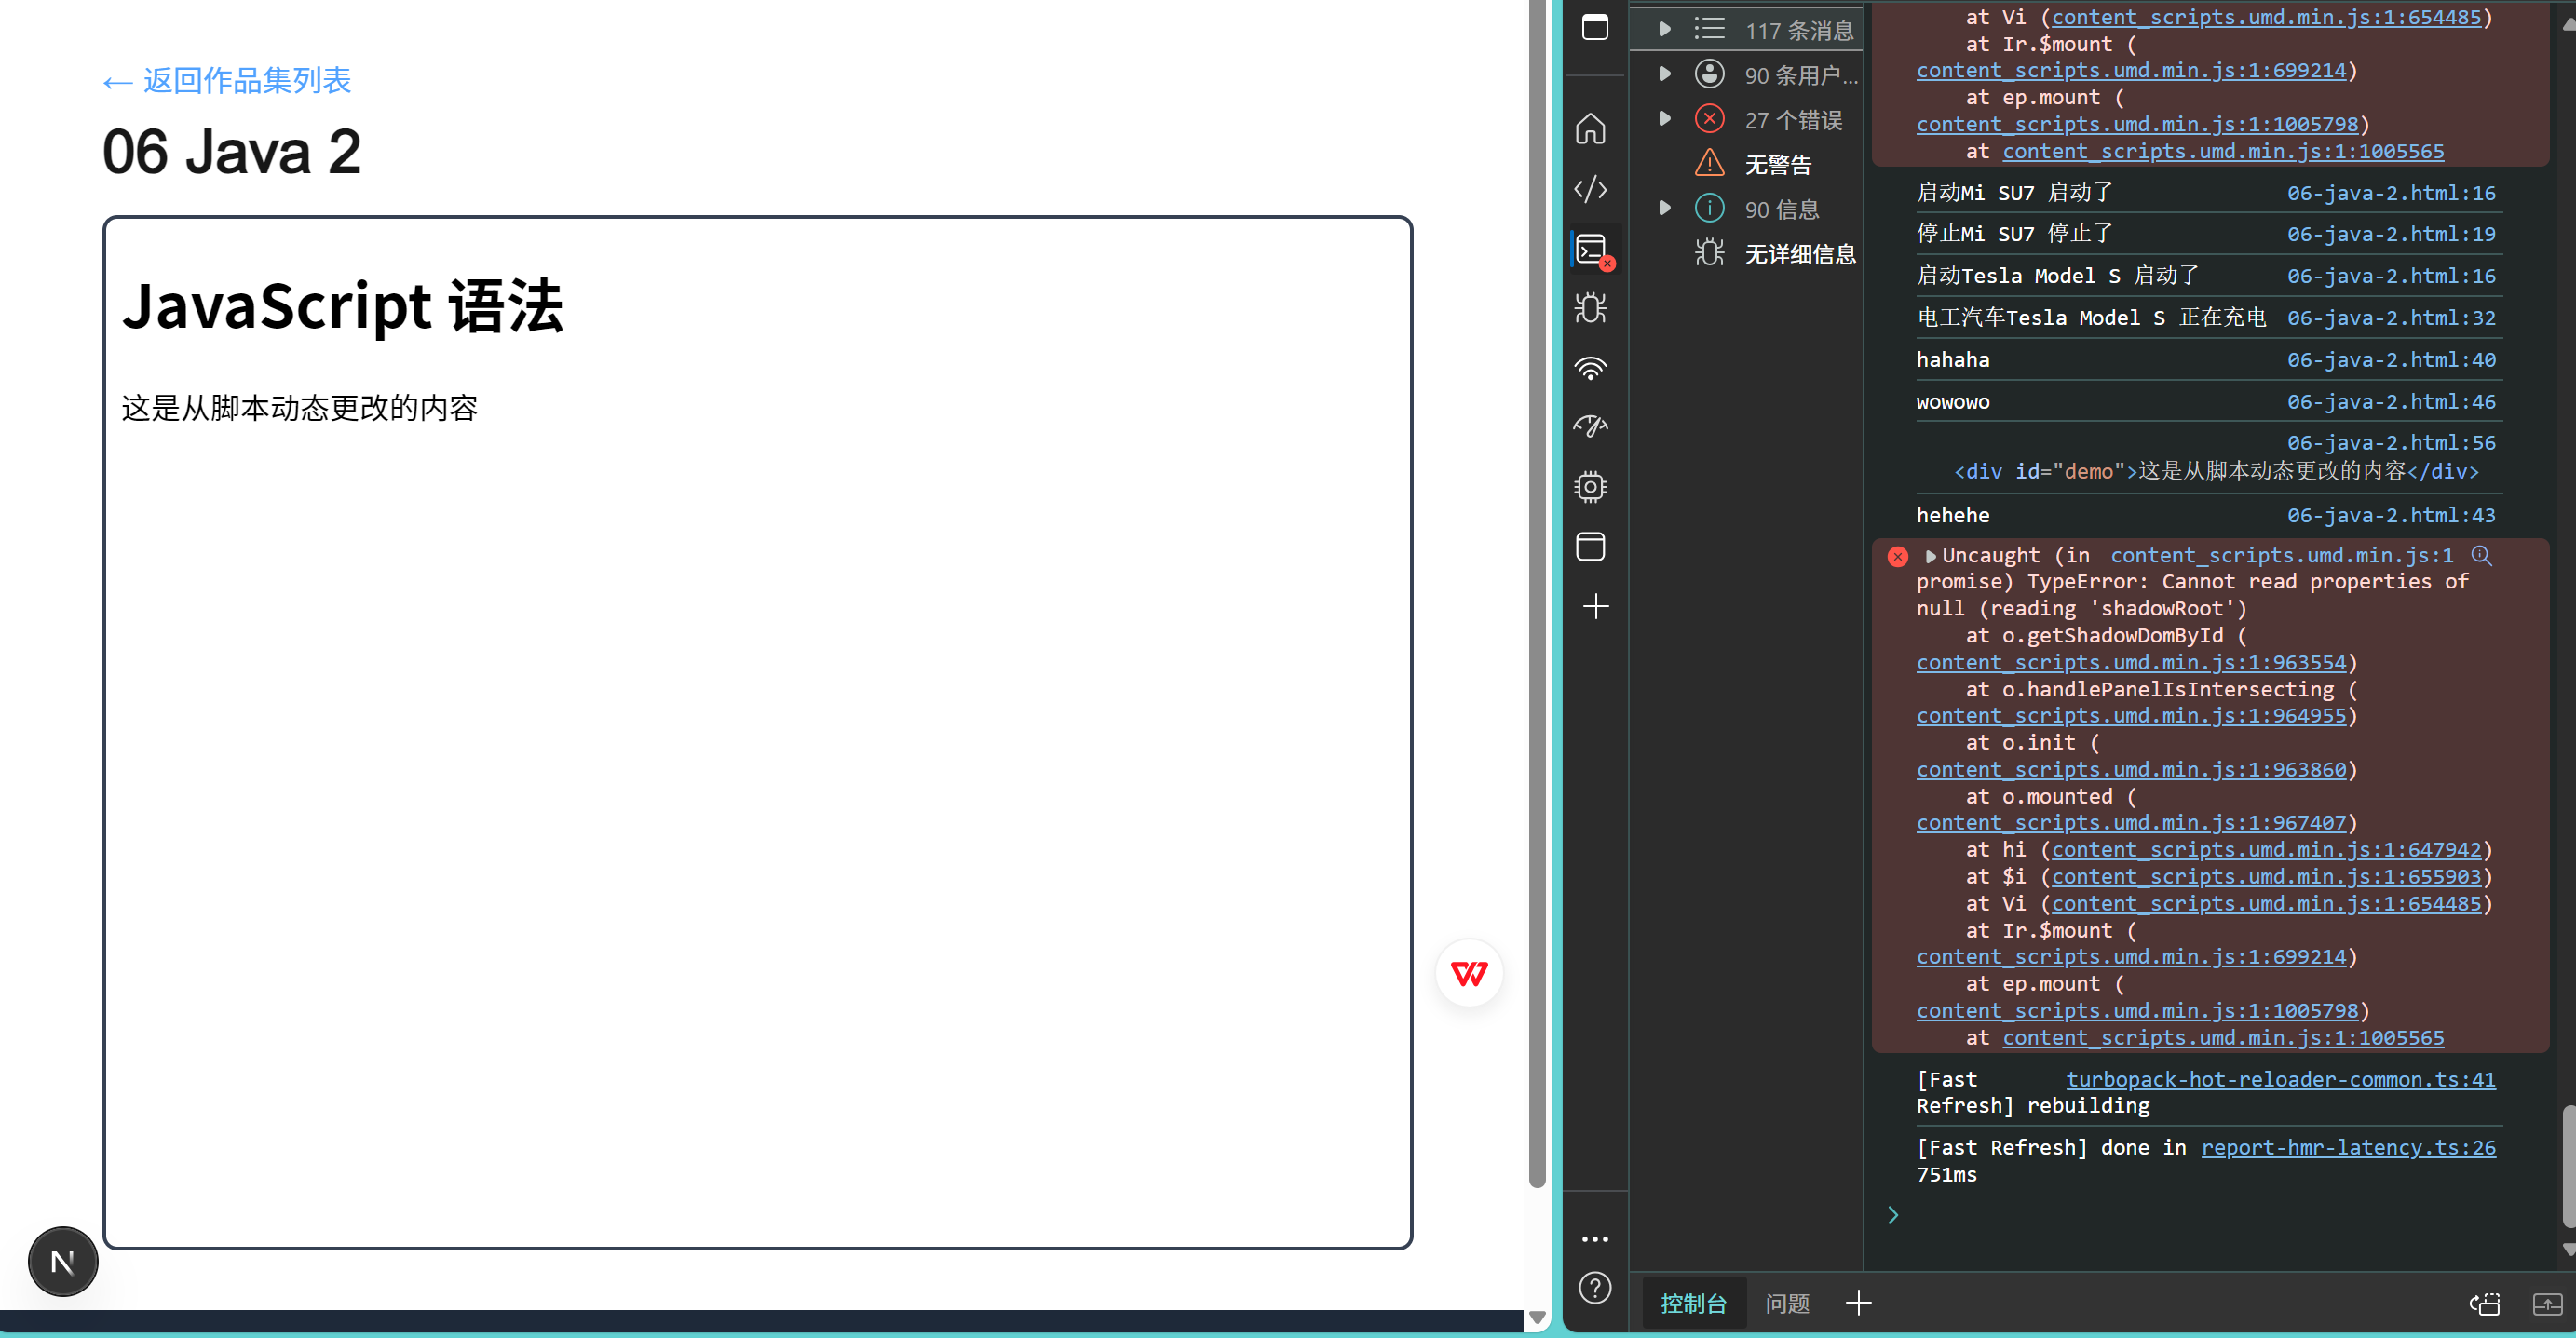 ← 返回作品集列表
06 Java 2
JavaScript 语法
这是从脚本动态更改的内容
N
117 条消息
90 条用户...
27 个错误
无警告
90 信息
无详细信息
at Vi (content_scripts.umd.min.js:1:654485)
at Ir.$mount (
content_scripts.umd.min.js:1:699214)
at ep.mount (
content_scripts.umd.min.js:1:1005798)
at content_scripts.umd.min.js:1:1005565
启动Mi SU7 启动了 06-java-2.html:16
停止Mi SU7 停止了 06-java-2.html:19
启动Tesla Model S 启动了 06-java-2.html:16
电工汽车Tesla Model S 正在充电 06-java-2.html:32
hahaha 06-java-2.html:40
wowowo 06-java-2.html:46
06-java-2.html:56
<div id="demo">这是从脚本动态更改的内容</div>
hehehe 06-java-2.html:43
Uncaught (in content_scripts.umd.min.js:1
promise) TypeError: Cannot read properties of
null (reading 'shadowRoot')
at o.getShadowDomById (
content_scripts.umd.min.js:1:963554)
at o.handlePanelIsIntersecting (
content_scripts.umd.min.js:1:964955)
at o.init (
content_scripts.umd.min.js:1:963860)
at o.mounted (
content_scripts.umd.min.js:1:967407)
at hi (content_scripts.umd.min.js:1:647942)
at $i (content_scripts.umd.min.js:1:655903)
at Vi (content_scripts.umd.min.js:1:654485)
at Ir.$mount (
content_scripts.umd.min.js:1:699214)
at ep.mount (
content_scripts.umd.min.js:1:1005798)
at content_scripts.umd.min.js:1:1005565
[Fast turbopack-hot-reloader-common.ts:41
Refresh] rebuilding
[Fast Refresh] done in report-hmr-latency.ts:26
751ms
控制台 问题